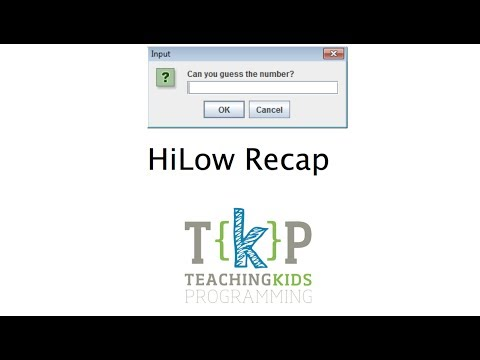 Input
Can you guess the number?
OK Cancel
HiLow Recap
T{k}P
TEACHINGKIDS
PROGRAMMING